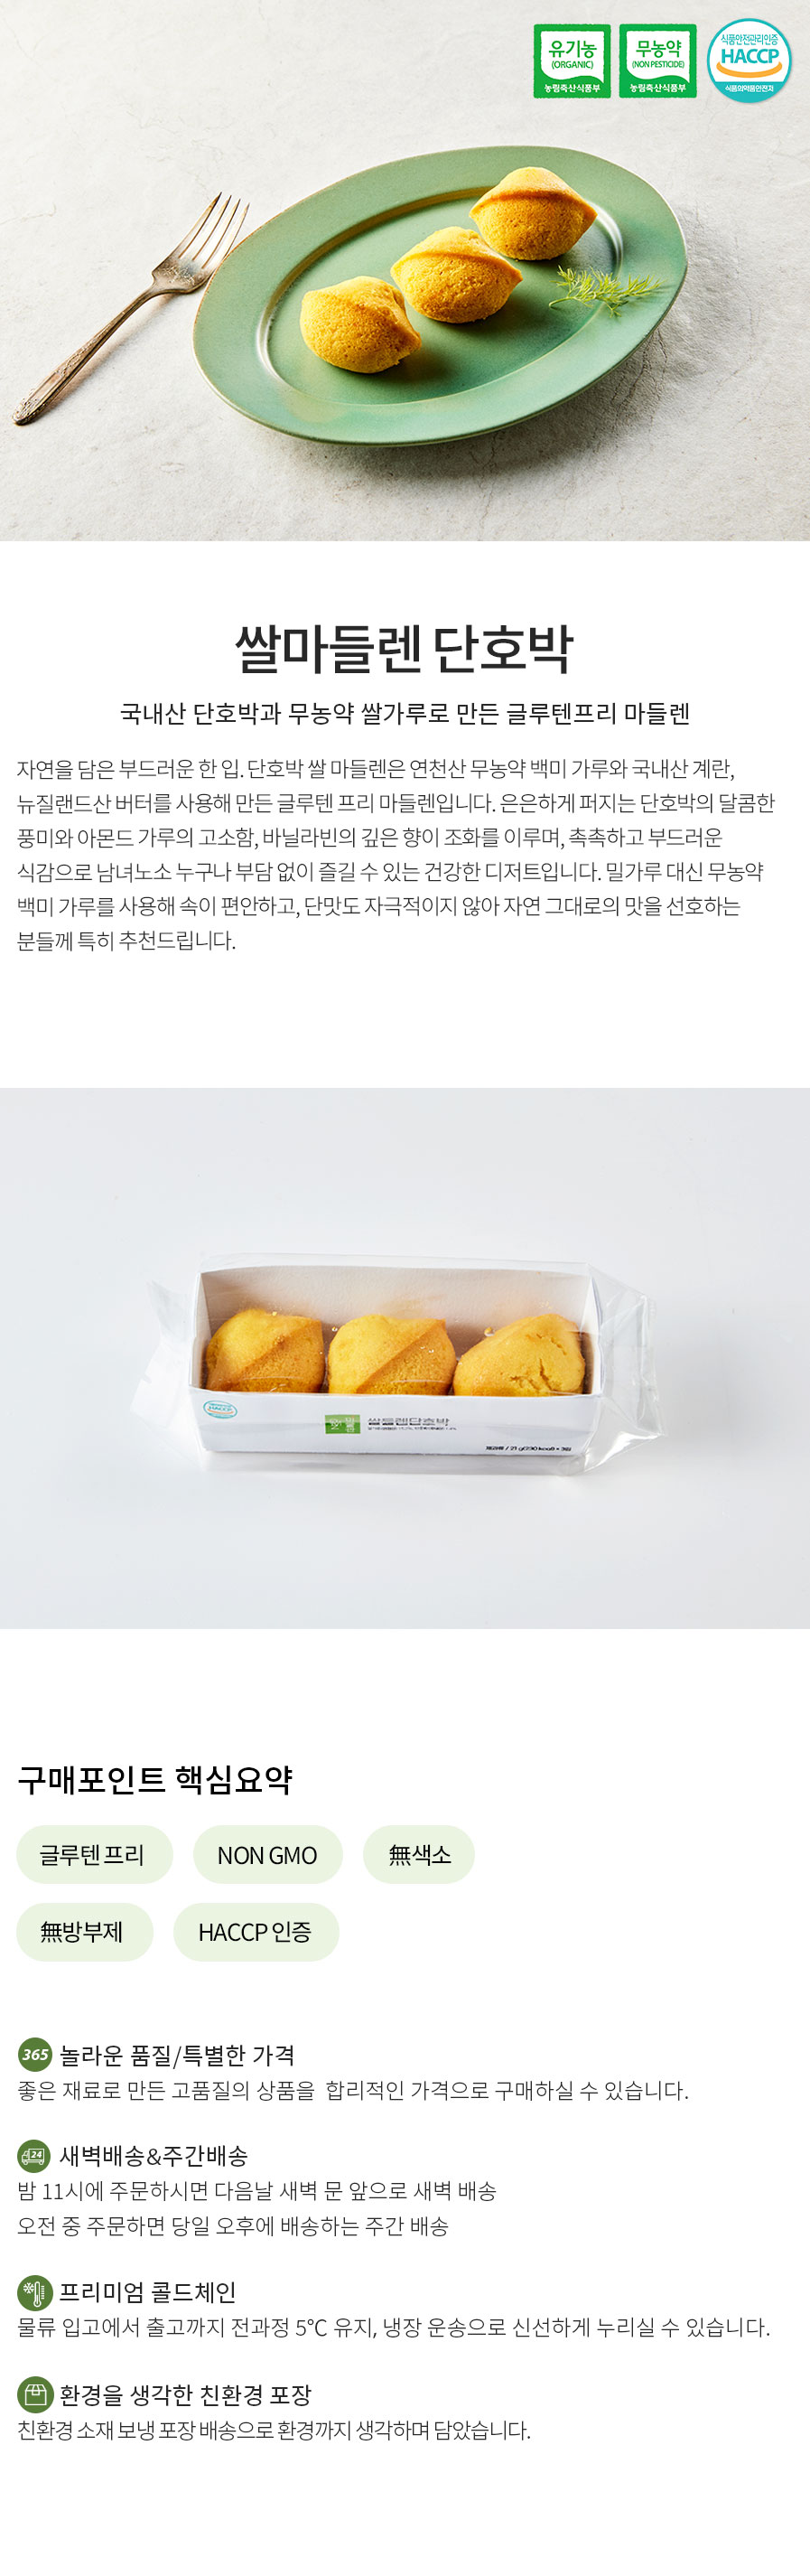 유기농
(ORGANIC)
농림축산식품부
무농약
(NON PESTICIDE)
농림축산식품부
식품안전관리인증
HACCP
식품의약품안전처
쌀마들렌 단호박
국내산 단호박과 무농약 쌀가루로 만든 글루텐프리 마들렌
자연을 담은 부드러운 한 입. 단호박 쌀 마들렌은 연천산 무농약 백미 가루와 국내산 계란,
뉴질랜드산 버터를 사용해 만든 글루텐 프리 마들렌입니다. 은은하게 퍼지는 단호박의 달콤한
풍미와 아몬드 가루의 고소함, 바닐라빈의 깊은 향이 조화를 이루며, 촉촉하고 부드러운
식감으로 남녀노소 누구나 부담 없이 즐길 수 있는 건강한 디저트입니다. 밀가루 대신 무농약
백미 가루를 사용해 속이 편안하고, 단맛도 자극적이지 않아 자연 그대로의 맛을 선호하는
분들께 특히 추천드립니다.
HACCP
구매포인트 핵심요약
글루텐 프리
NON GMO
無색소
無방부제
HACCP 인증
365 놀라운 품질/특별한 가격
좋은 재료로 만든 고품질의 상품을 합리적인 가격으로 구매하실 수 있습니다.
24 새벽배송&주간배송
밤 11시에 주문하시면 다음날 새벽 문 앞으로 새벽 배송
오전 중 주문하면 당일 오후에 배송하는 주간 배송
프리미엄 콜드체인
물류 입고에서 출고까지 전과정 5℃ 유지, 냉장 운송으로 신선하게 누리실 수 있습니다.
환경을 생각한 친환경 포장
친환경 소재 보냉 포장 배송으로 환경까지 생각하며 담았습니다.